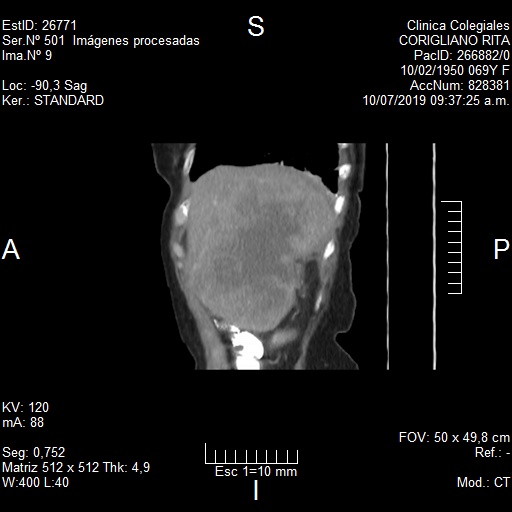 EstID: 26771
Ser.Nº 501 Imágenes procesadas
Ima.Nº 9
Loc: -90,3 Sag
Ker.: STANDARD
S
Clinica Colegiales
CORIGLIANO RITA
PacID: 266882/0
10/02/1950 069Y F
AccNum: 828381
10/07/2019 09:37:25 a.m.
A
P
KV: 120
mA: 88
Seg: 0,752
Matriz 512 x 512 Thk: 4,9
W:400 L:40
Esc 1=10 mm
I
FOV: 50 x 49,8 cm
Ref.: -
Mod.: CT